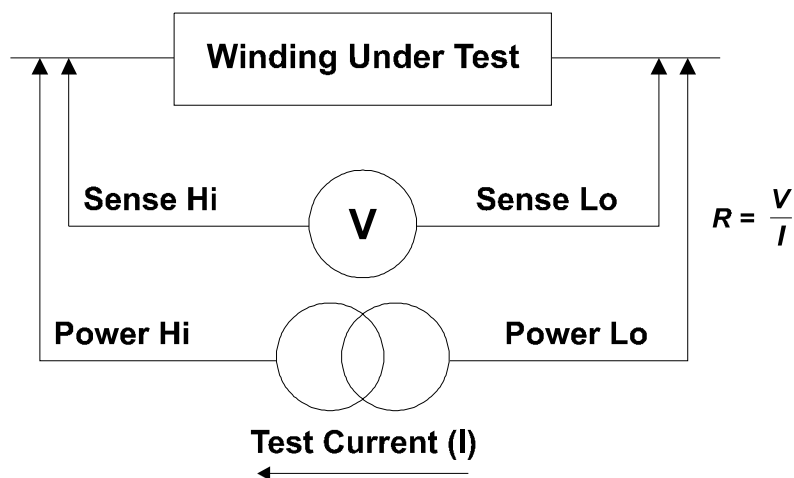 Winding Under Test
Sense Hi
V
Sense Lo
R = V/I
Power Hi
Power Lo
Test Current (I)